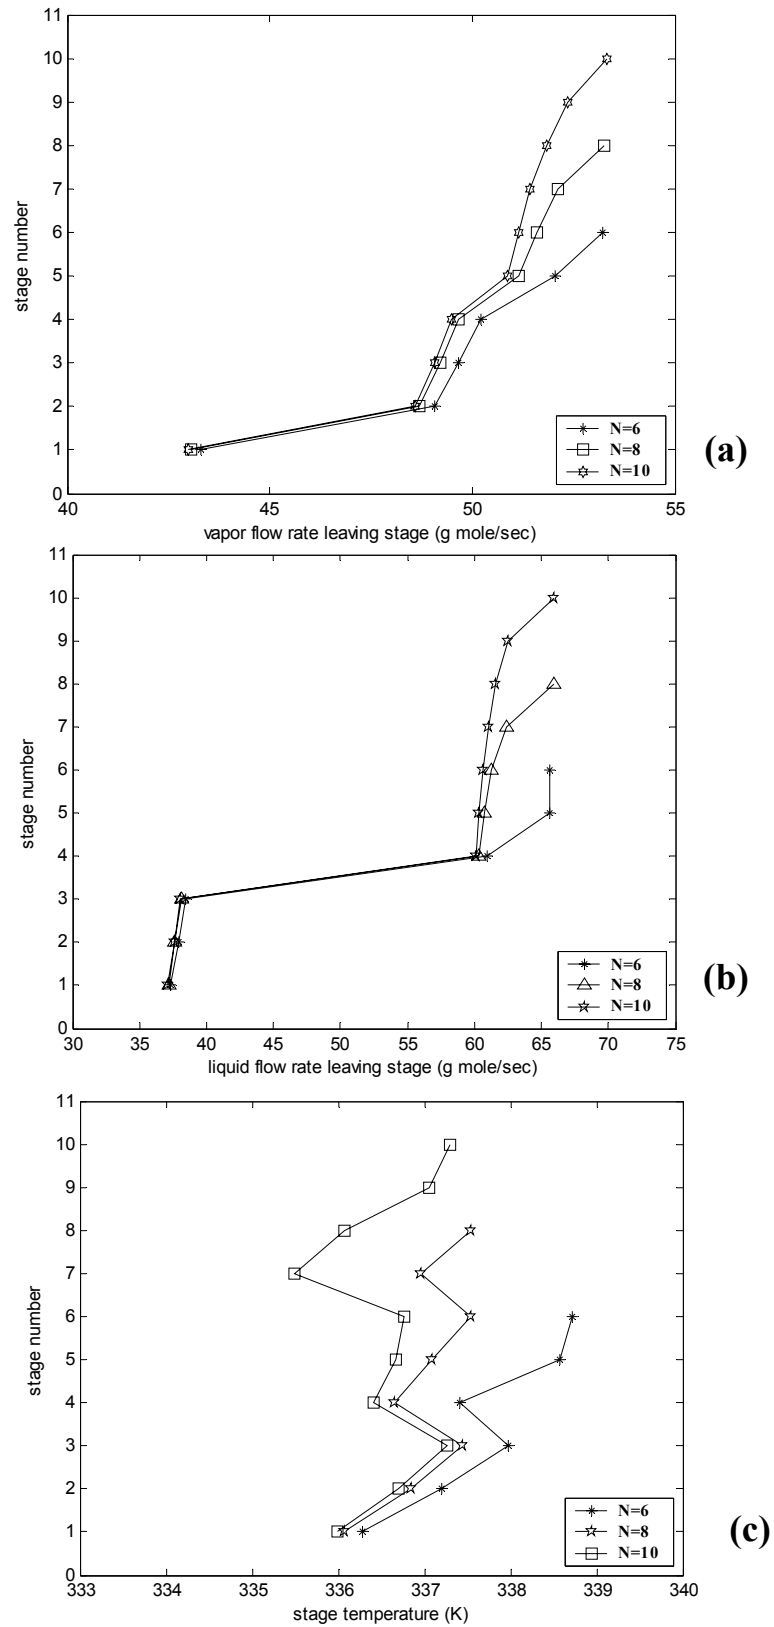 11
10
9
8
7
6
5
4
3
2
1
0
stage number
40 45 50 55
vapor flow rate leaving stage (g mole/sec)
N=6
N=8
N=10
(a)
11
10
9
8
7
6
5
4
3
2
1
0
stage number
30 35 40 45 50 55 60 65 70 75
liquid flow rate leaving stage (g mole/sec)
N=6
N=8
N=10
(b)
11
10
9
8
7
6
5
4
3
2
1
0
stage number
333 334 335 336 337 338 339 340
stage temperature (K)
N=6
N=8
N=10
(c)